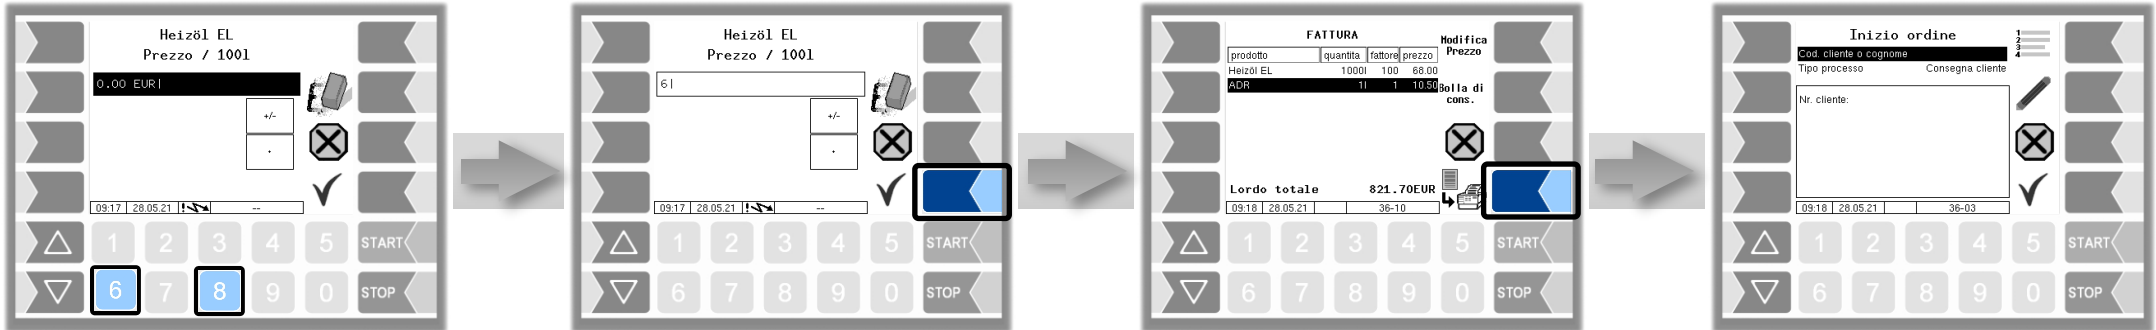 Heizöl EL
Prezzo / 100l
0.00 EUR
+/-
.
09:17 28.05.21 --
1 2 3 4 5 START
6 7 8 9 0 STOP
Heizöl EL
Prezzo / 100l
6
+/-
.
09:17 28.05.21 --
1 2 3 4 5 START
6 7 8 9 0 STOP
FATTURA
Modifica
Prezzo
prodotto quantita fattore prezzo
Heizöl EL 1000l 100 68.00
ADR 1l 1 10.50
Bolla di
cons.
Lordo totale 821.70EUR
09:18 28.05.21 36-10
1 2 3 4 5 START
6 7 8 9 0 STOP
Inizio ordine
1
2
3
4
Cod. cliente o cognome
Tipo processo Consegna cliente
Nr. cliente:
09:18 28.05.21 36-03
1 2 3 4 5 START
6 7 8 9 0 STOP